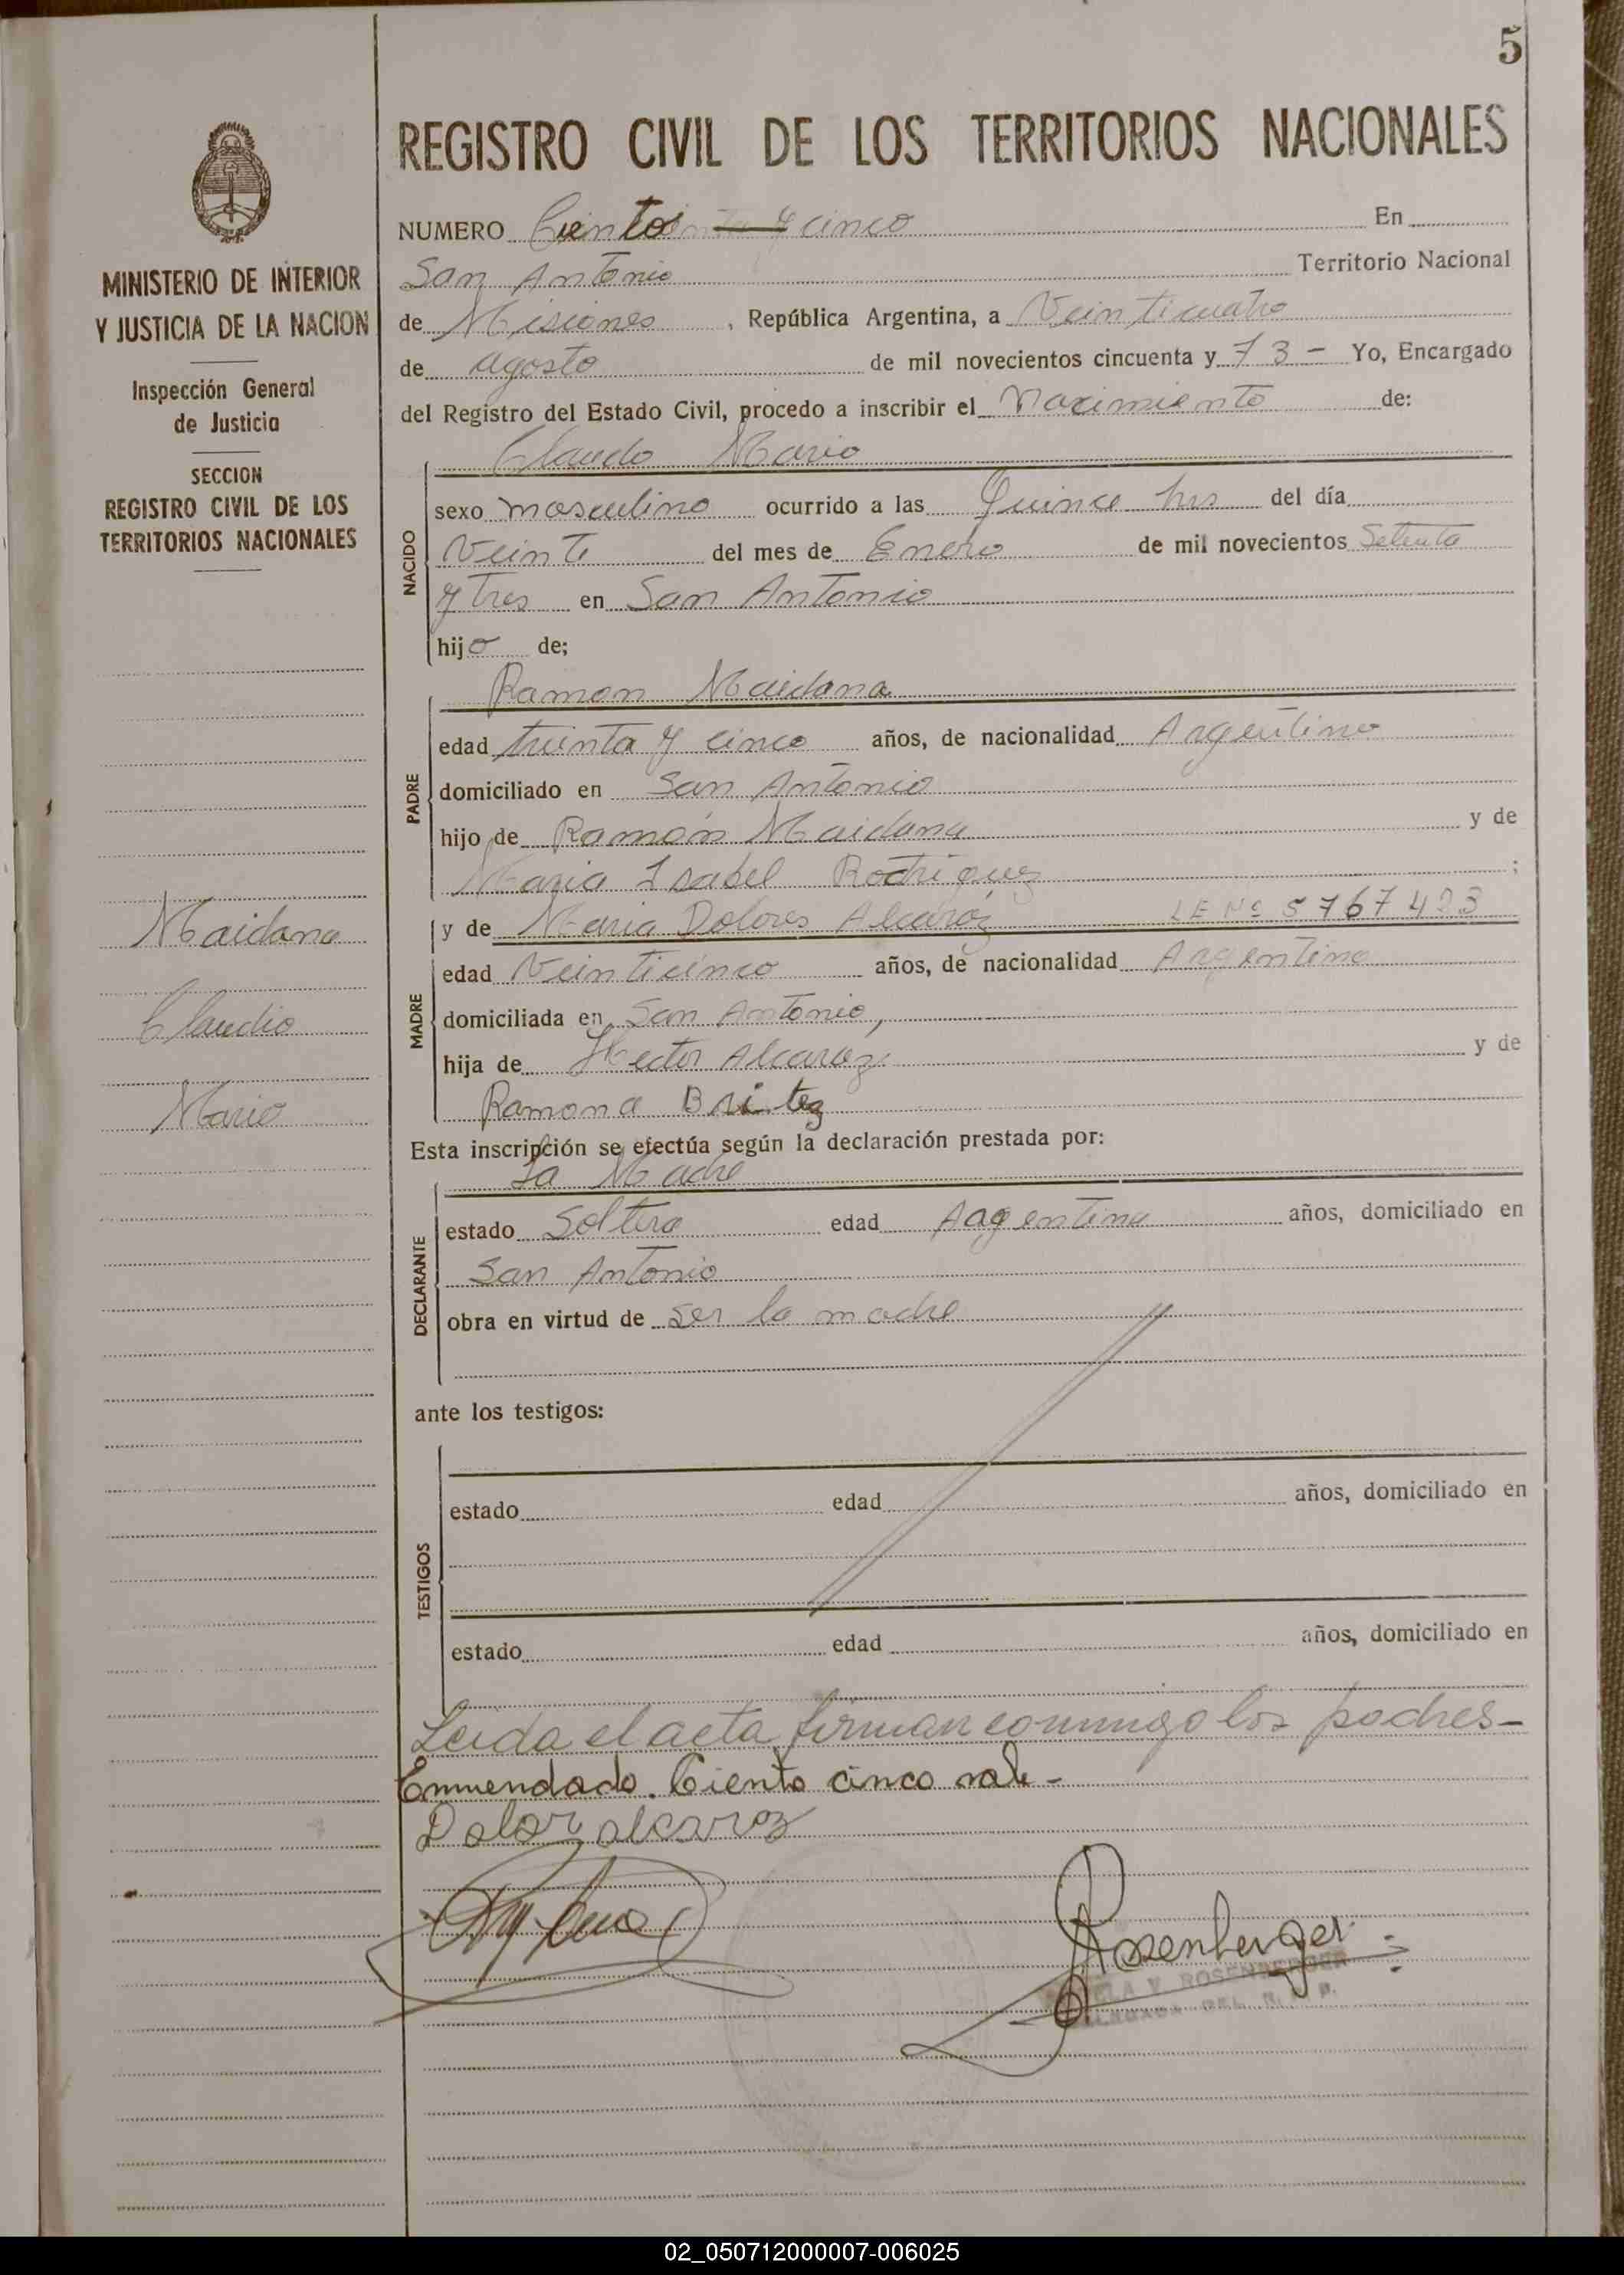 5
REGISTRO CIVIL DE LOS TERRITORIOS NACIONALES
MINISTERIO DE INTERIOR
Y JUSTICIA DE LA NACION
Inspección General
de Justicia
SECCION
REGISTRO CIVIL DE LOS
TERRITORIOS NACIONALES
Maidana
Claudio
Mario
NUMERO Ciento y cinco En
San Antonio Territorio Nacional
de Misiones, República Argentina, a Veinticuatro
de agosto de mil novecientos cincuenta y 73 - Yo, Encargado
del Registro del Estado Civil, procedo a inscribir el Nacimiento de:
Claudo Mario
NACIDO
sexo masculino ocurrido a las Quince hrs del día
Veinte del mes de Enero de mil novecientos Setenta
y tres en San Antonio
hijo de;
Ramon Maidana
PADRE
edad treinta y cinco años, de nacionalidad Argentino
domiciliado en San Antonio
hijo de Ramón Maidana y de
Maria Isabel Rodriguez ;
y de Maria Dolores Alcaráz LE Nº 5767423
MADRE
edad Veinticinco años, de nacionalidad Argentina
domiciliada en San Antonio,
hija de Hector Alcaraz y de
Ramona Britez
Esta inscripción se efectúa según la declaración prestada por:
La Madre
DECLARANTE
estado Soltera edad Argentina años, domiciliado en
San Antonio
obra en virtud de ser la madre
ante los testigos:
TESTIGOS
estado edad años, domiciliado en
estado edad años, domiciliado en
Leida el acta firman conmigo los padres-
Enmendado. Ciento cinco vale-
Dolor alcaroz
Rosenberger
V. ROSENBERGER
02_050712000007-006025